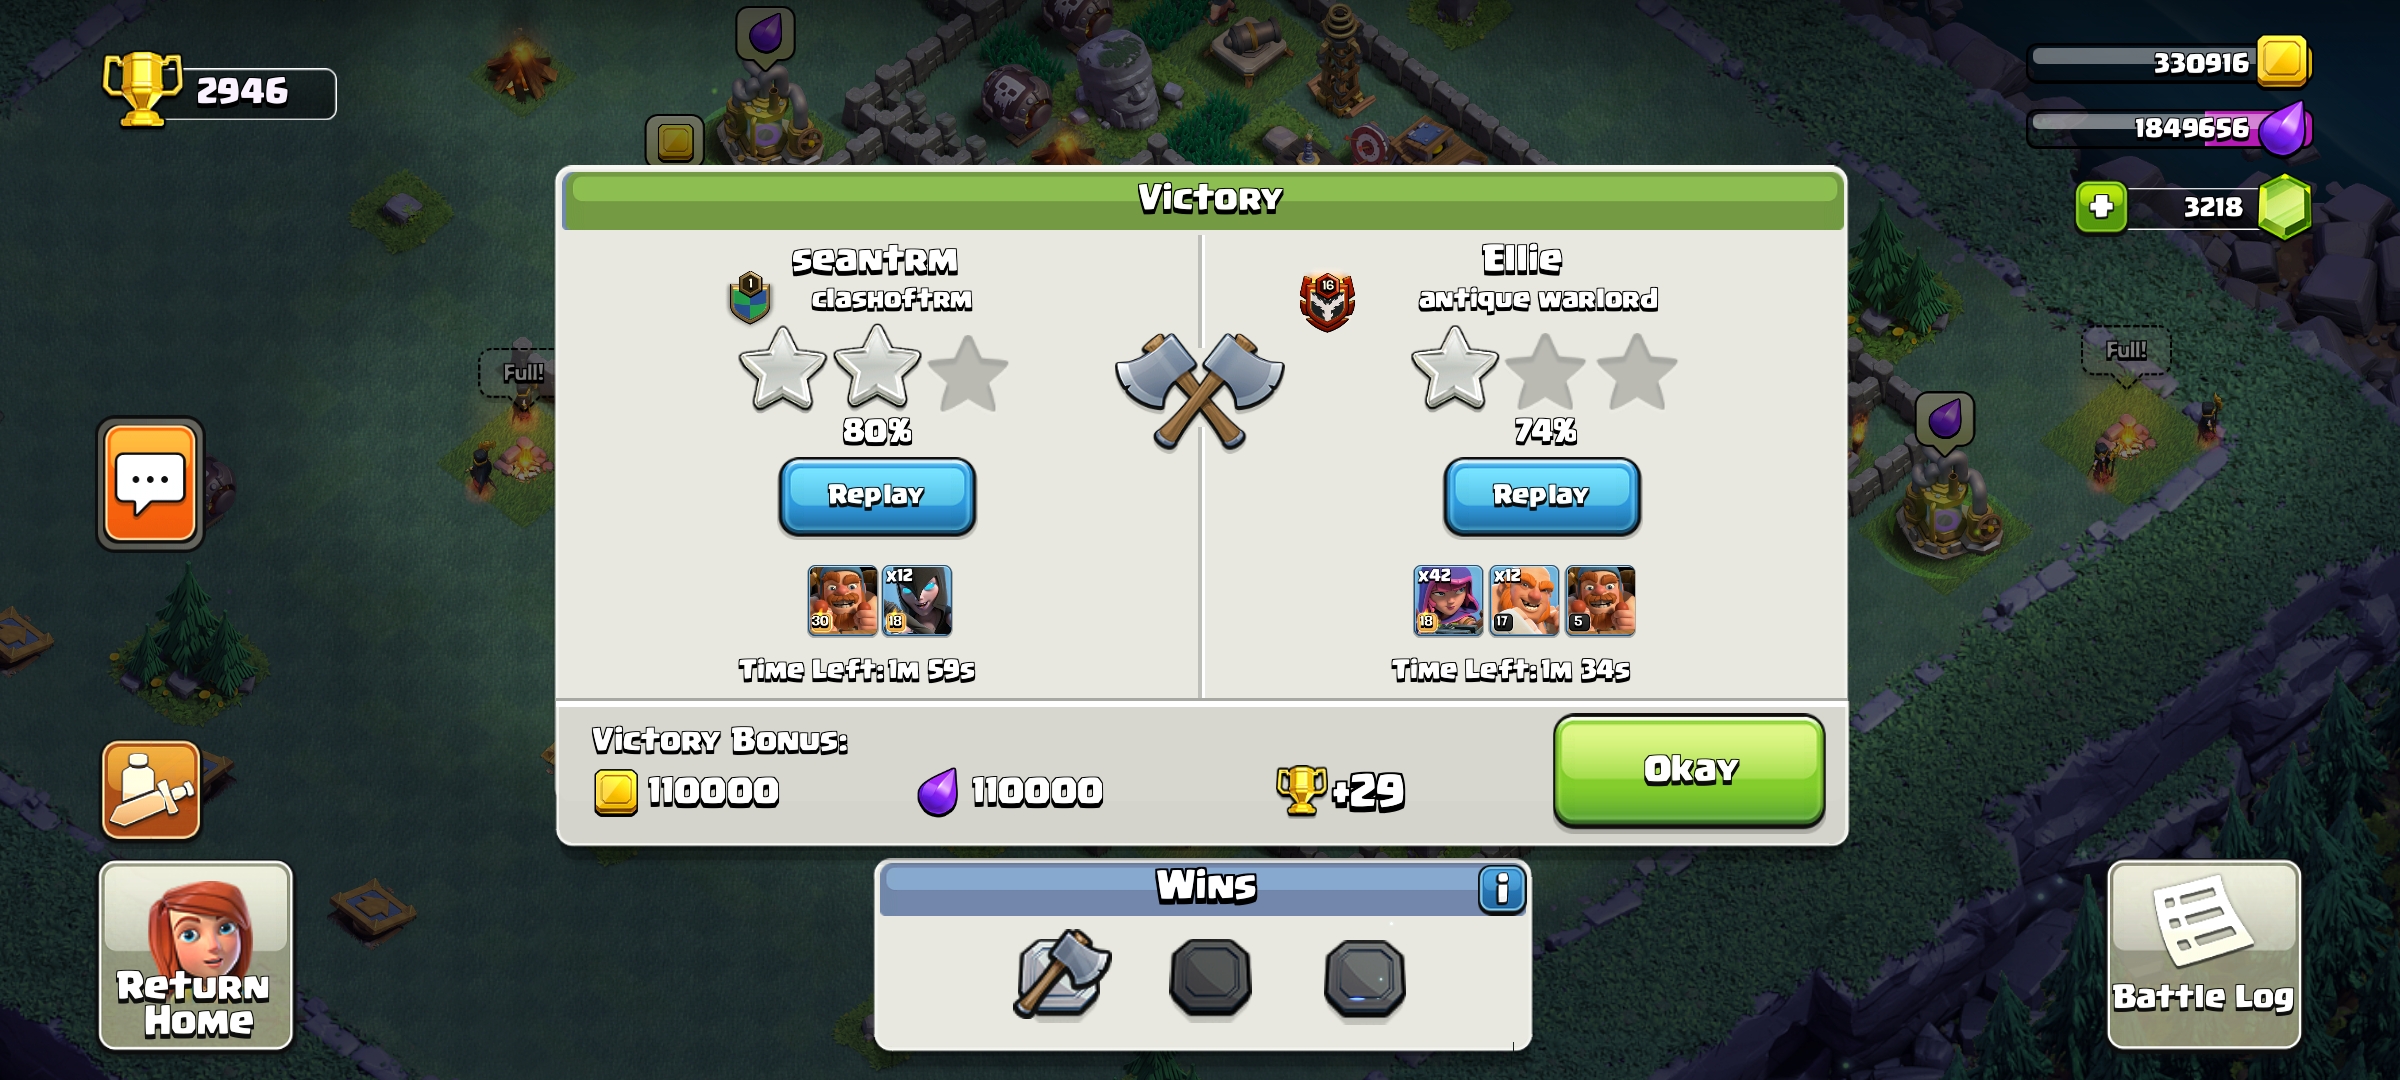 2946
330916
1849656
3218
Victory
seantrm
Ellie
1
clashoftrm
16
antique warlord
Full!
Full!
80%
74%
Replay
Replay
x12
x42
x12
30
18
18
17
5
Time Left:1m 59s
Time Left:1m 34s
Victory Bonus:
110000
110000
+29
Okay
Wins
i
Return
Home
Battle Log